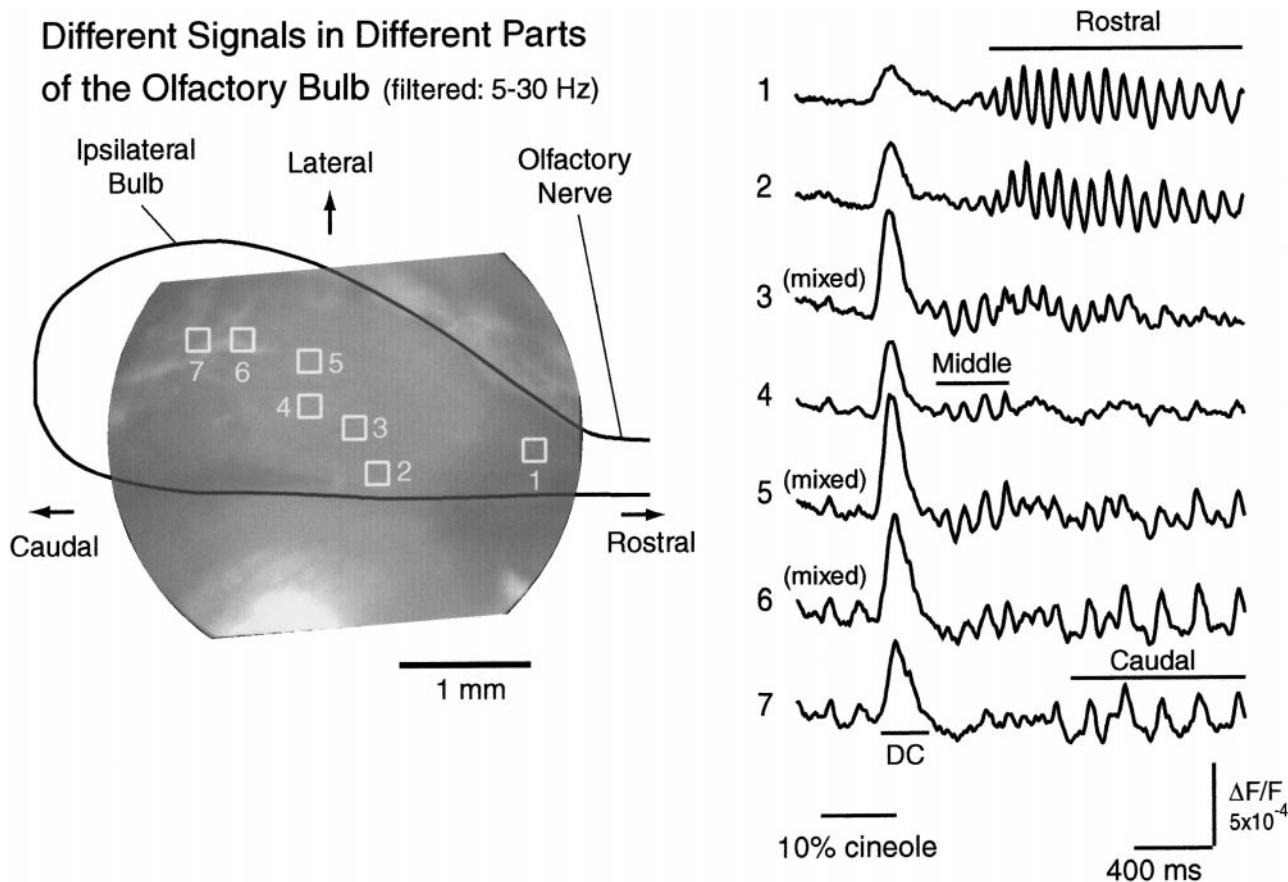 Different Signals in Different Parts
of the Olfactory Bulb (filtered: 5-30 Hz)
Ipsilateral
Bulb
Lateral
Olfactory
Nerve
7
6
5
4
3
2
1
Caudal
Rostral
1 mm
Rostral
1
2
(mixed)
3
Middle
4
(mixed)
5
(mixed)
6
Caudal
7
DC
10% cineole
ΔF/F
5x10⁻⁴
400 ms